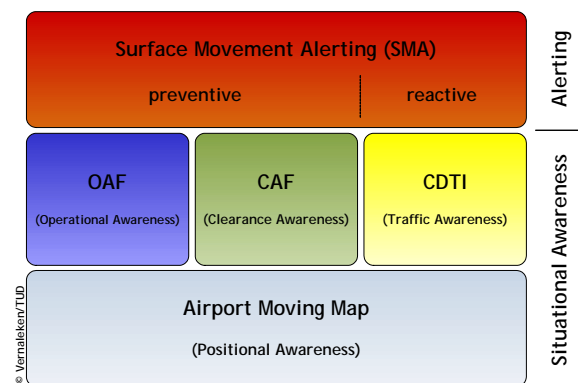 Surface Movement Alerting (SMA)
preventive
reactive
Alerting
OAF
(Operational Awareness)
CAF
(Clearance Awareness)
CDTI
(Traffic Awareness)
Situational Awareness
Airport Moving Map
(Positional Awareness)
© Vernaleken/TUD